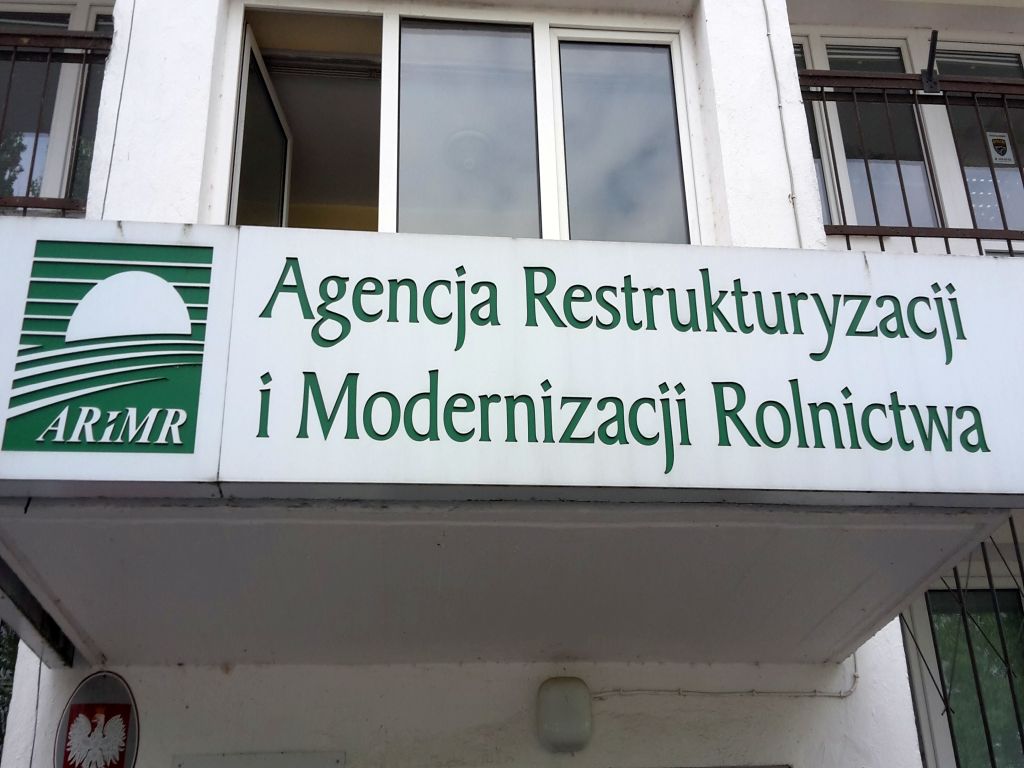 Agencja Restrukturyzacji
i Modernizacji Rolnictwa
ARiMR